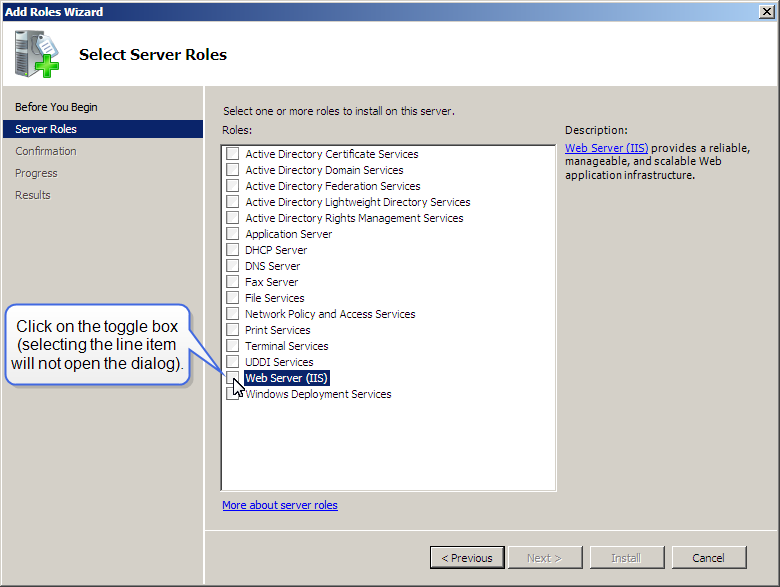 Add Roles Wizard
Select Server Roles
Before You Begin
Server Roles
Confirmation
Progress
Results
Select one or more roles to install on this server.
Roles:
Active Directory Certificate Services
Active Directory Domain Services
Active Directory Federation Services
Active Directory Lightweight Directory Services
Active Directory Rights Management Services
Application Server
DHCP Server
DNS Server
Fax Server
File Services
Network Policy and Access Services
Print Services
Terminal Services
UDDI Services
Web Server (IIS)
Windows Deployment Services
More about server roles
Description:
Web Server (IIS) provides a reliable,
manageable, and scalable Web
application infrastructure.
Click on the toggle box
(selecting the line item
will not open the dialog).
< Previous
Next >
Install
Cancel